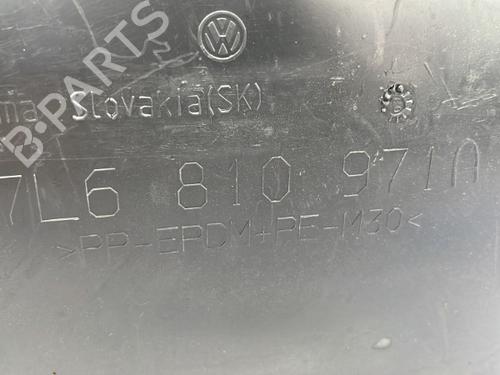 B-PARTS
Slovakia(SK)
7L6 810 971A
>PP-EPDM+PE-M30<